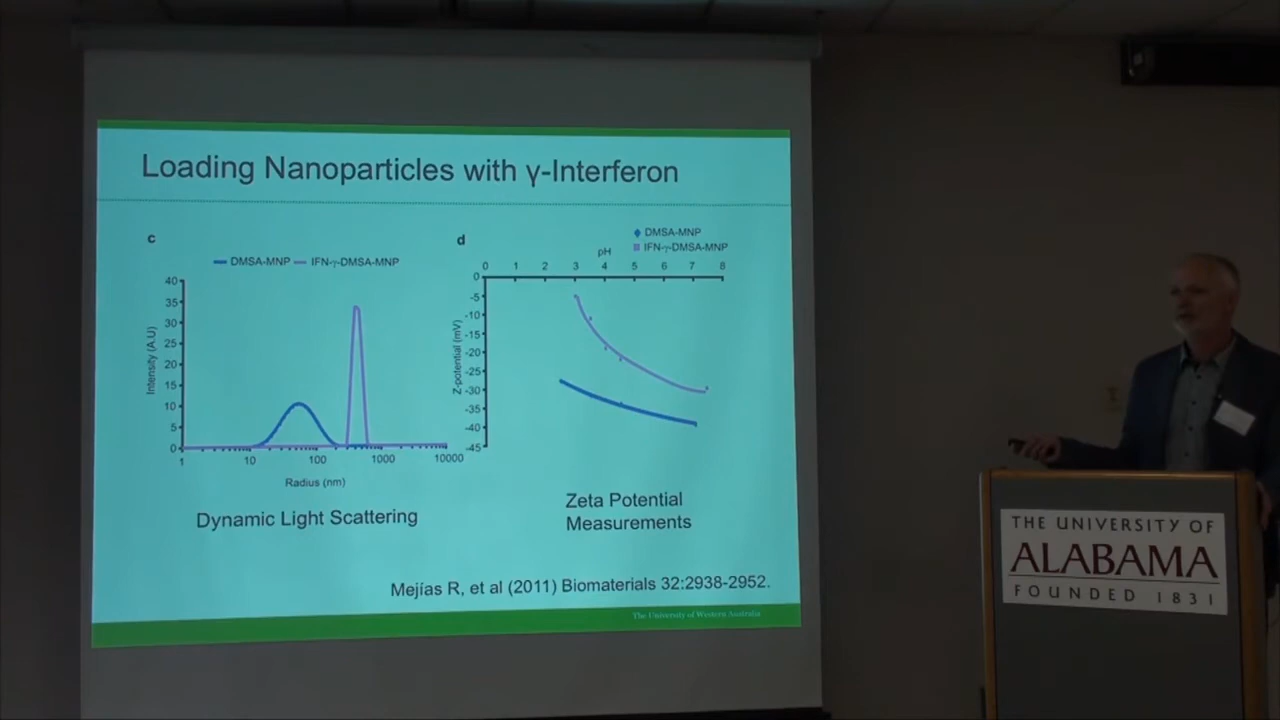 Loading Nanoparticles with γ-Interferon
c
DMSA-MNP IFN-γ-DMSA-MNP
40
35
30
25
20
15
10
5
0
Intensity (A.U)
1 10 100 1000 10000
Radius (nm)
Dynamic Light Scattering
d
DMSA-MNP
IFN-γ-DMSA-MNP
pH
0 1 2 3 4 5 6 7 8
0
-5
-10
-15
-20
-25
-30
-35
-40
-45
Z-potential (mV)
Zeta Potential
Measurements
Mejías R, et al (2011) Biomaterials 32:2938-2952.
The University of Western Australia
THE UNIVERSITY OF
ALABAMA
FOUNDED 1831